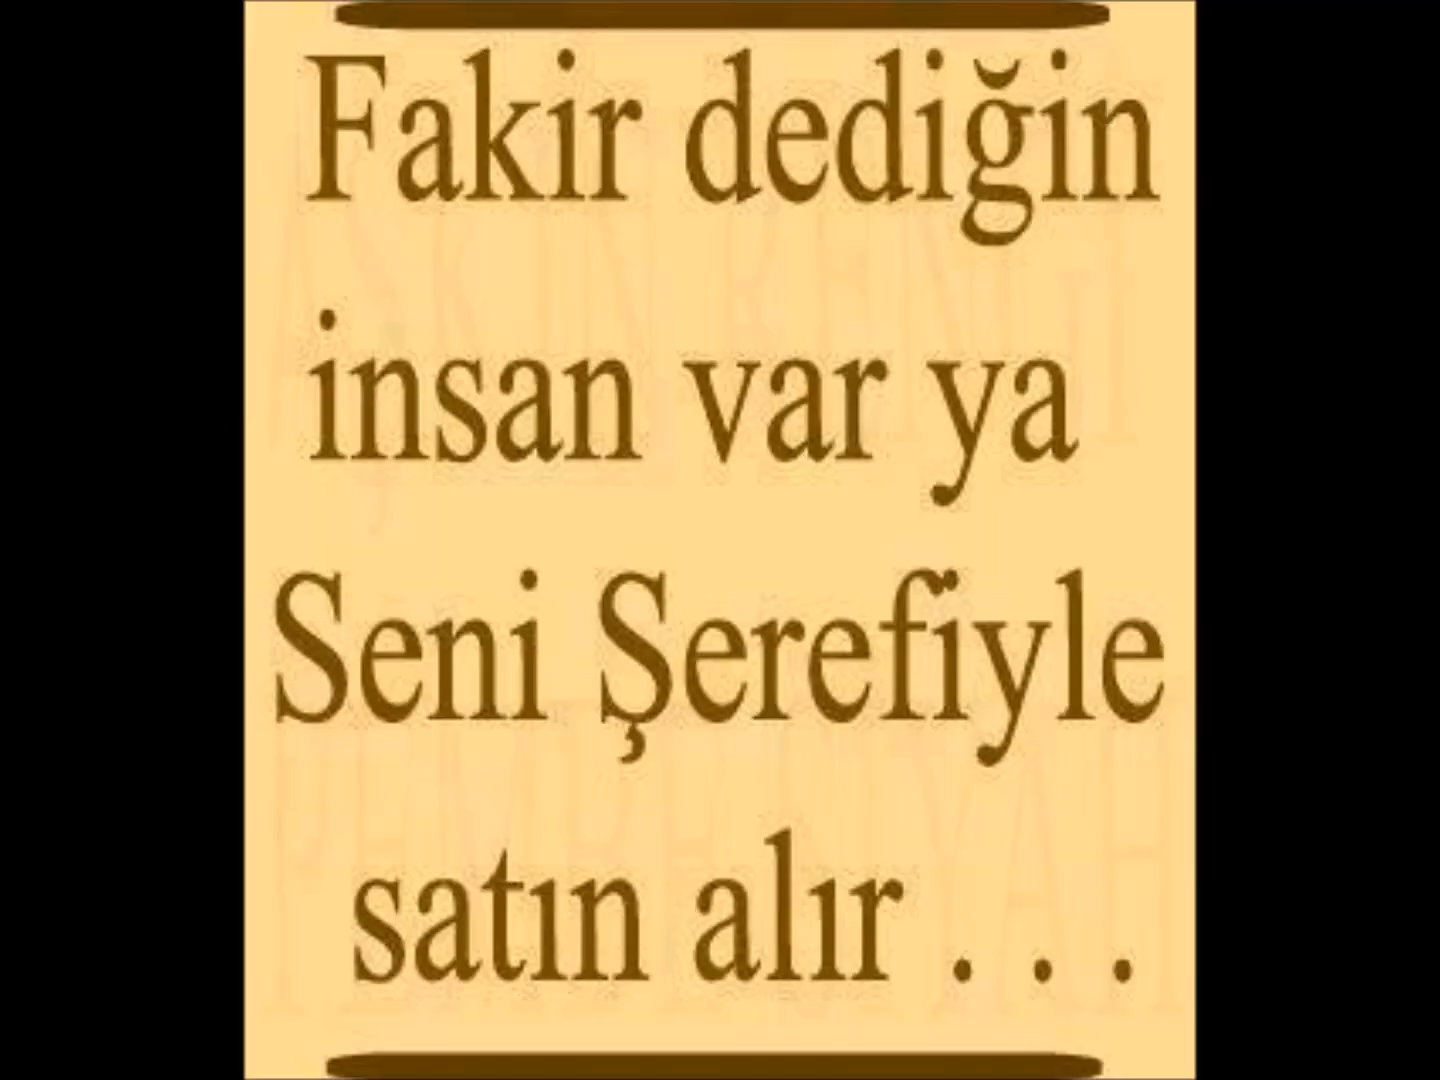 Fakir dediğin
insan var ya
Seni Şerefiyle
satın alır . . .